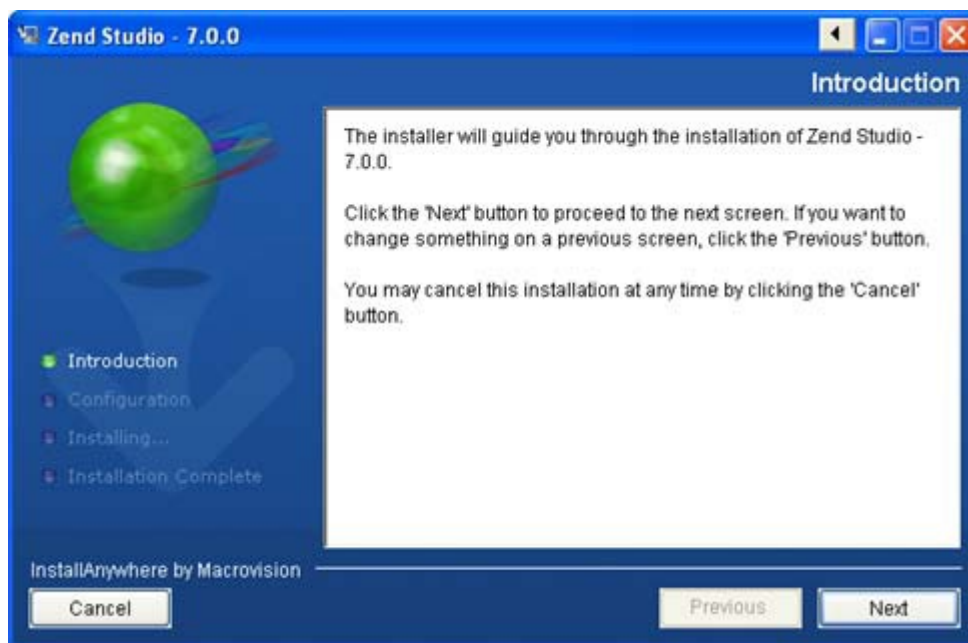 Zend Studio - 7.0.0
Introduction
The installer will guide you through the installation of Zend Studio -
7.0.0.
Click the 'Next' button to proceed to the next screen. If you want to
change something on a previous screen, click the 'Previous' button.
You may cancel this installation at any time by clicking the 'Cancel'
button.
Introduction
Configuration
Installing...
Installation Complete
InstallAnywhere by Macrovision
Cancel
Previous
Next